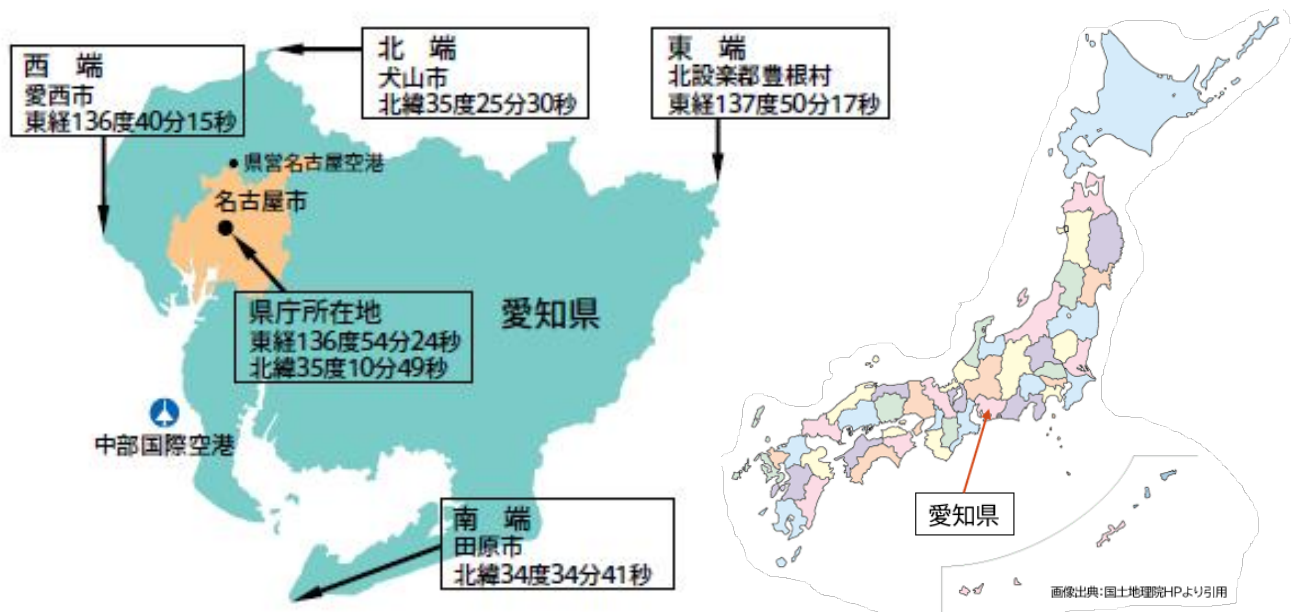 西　端
愛西市
東経136度40分15秒
北　端
犬山市
北緯35度25分30秒
東　端
北設楽郡豊根村
東経137度50分17秒
県営名古屋空港
名古屋市
県庁所在地
東経136度54分24秒
北緯35度10分49秒
愛知県
中部国際空港
南　端
田原市
北緯34度34分41秒
愛知県
画像出典：国土地理院HPより引用